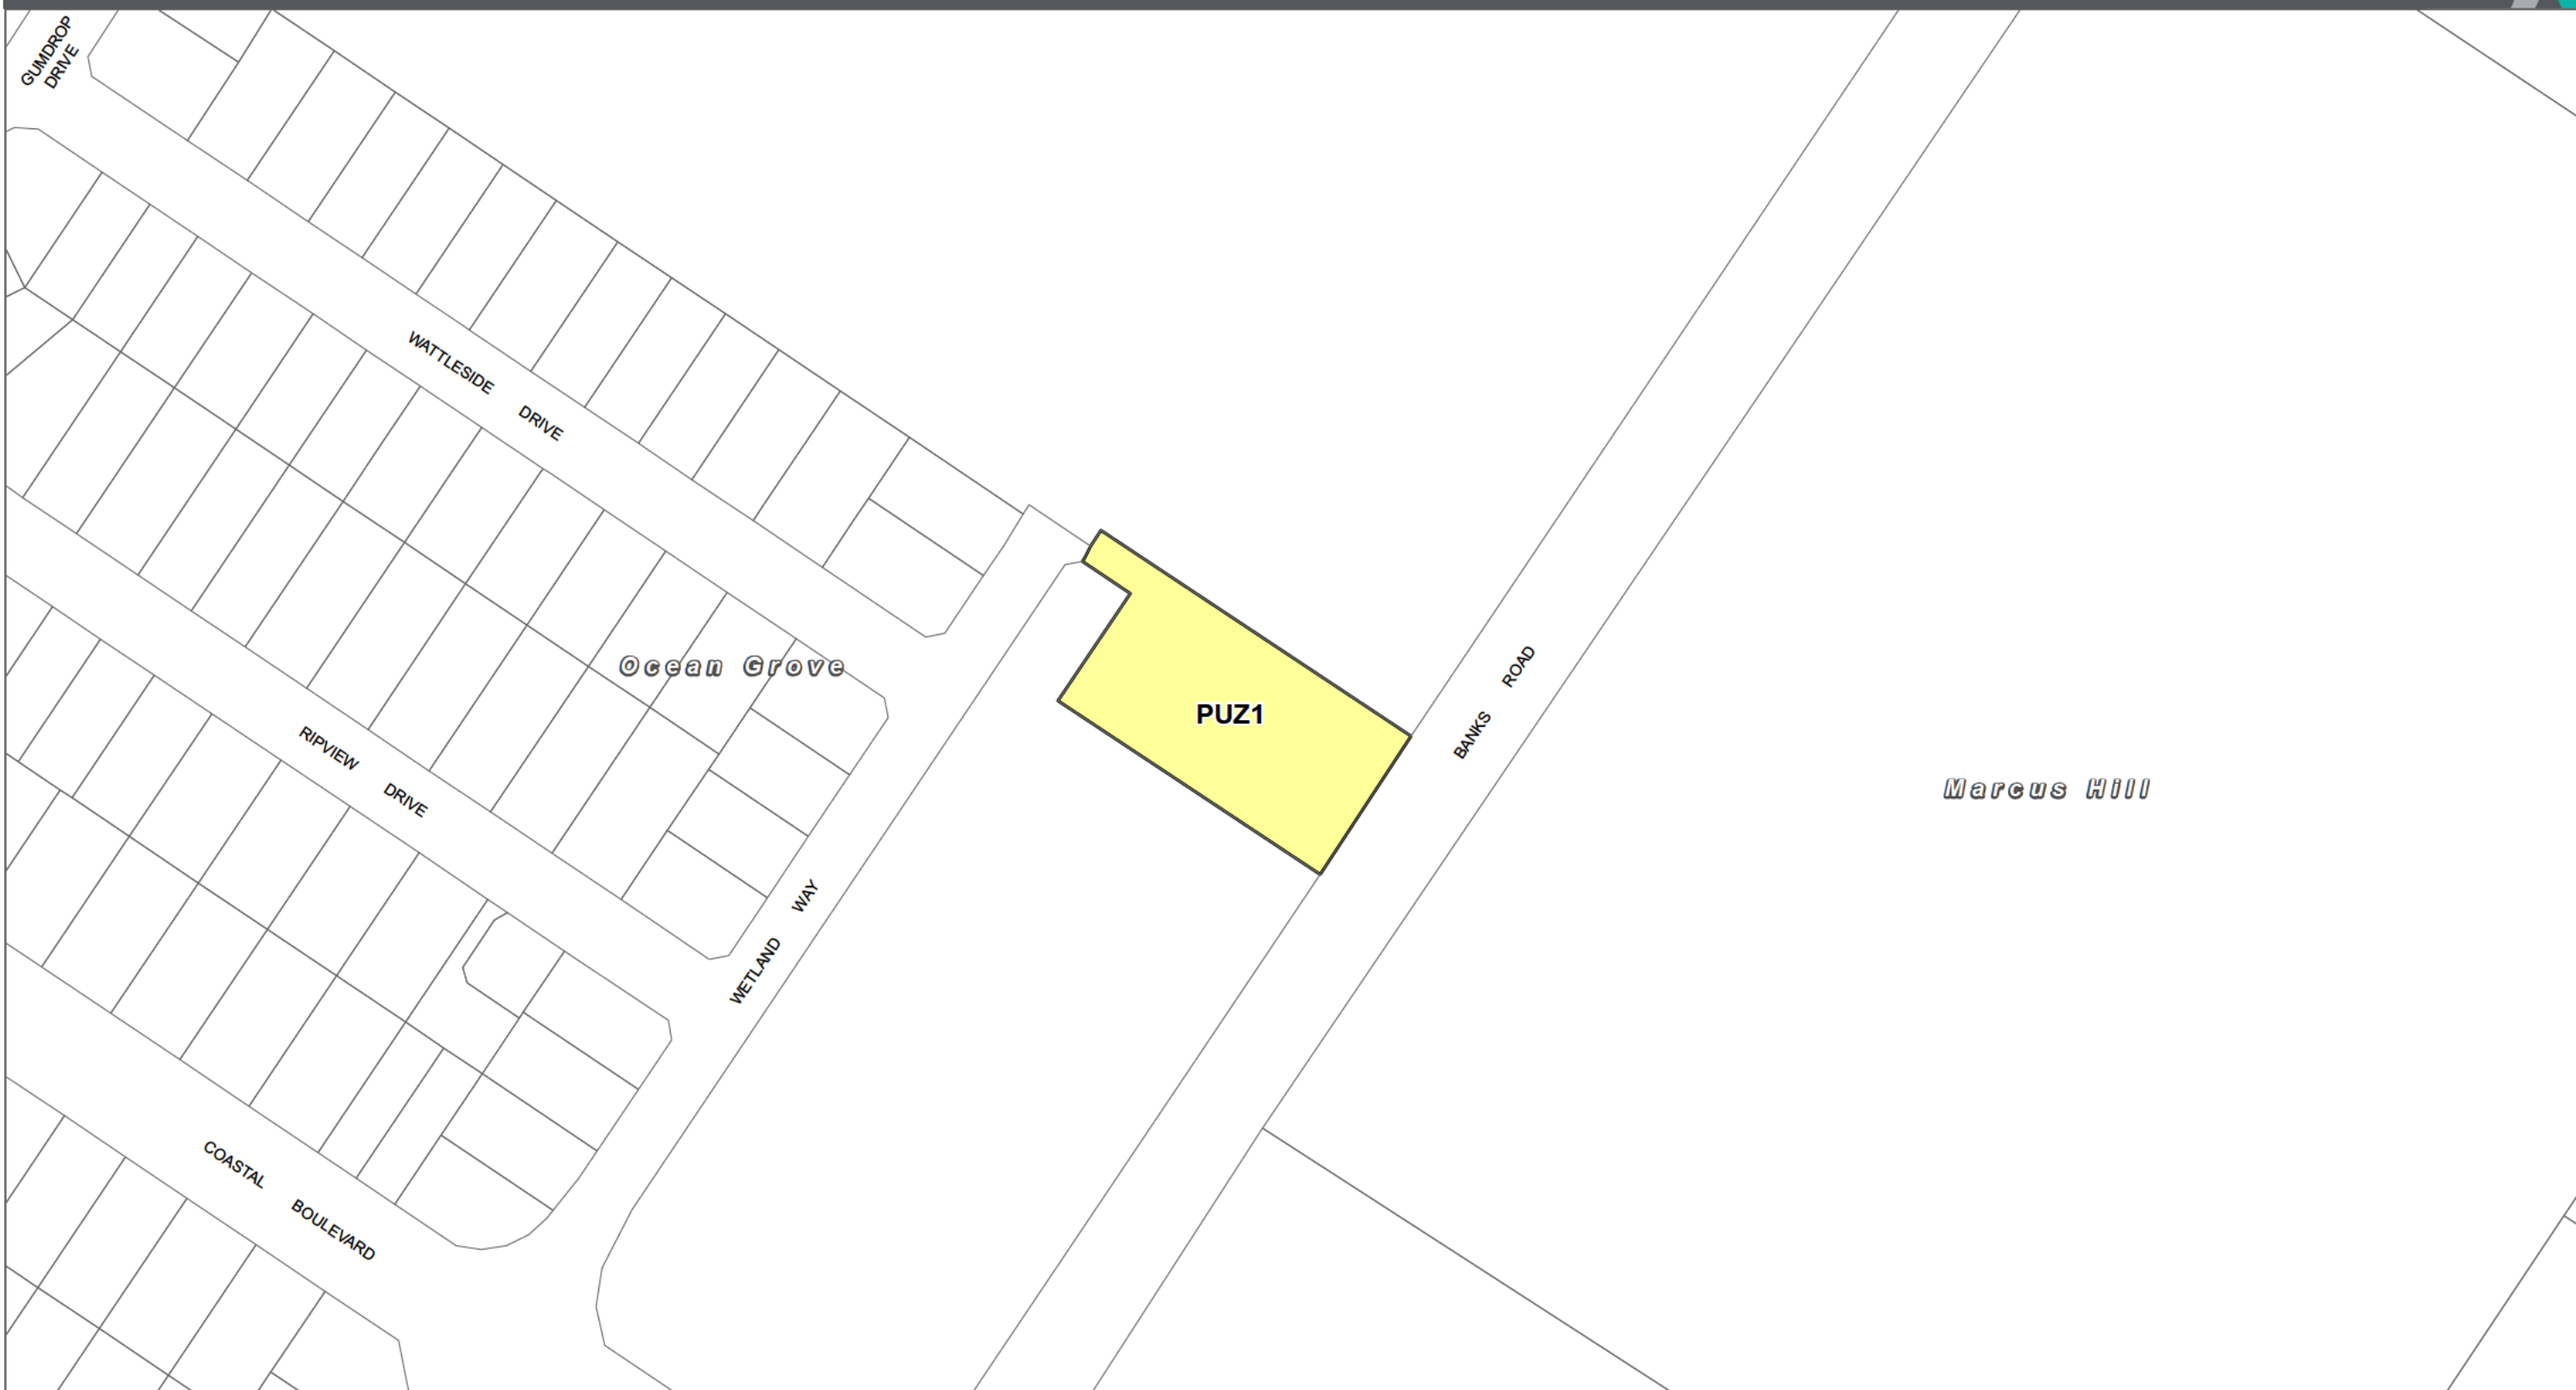 GUMDROP
DRIVE
WATTLESIDE DRIVE
Ocean Grove
BANKS ROAD
PUZ1
RIPVIEW DRIVE
Marcus Hill
WETLAND WAY
COASTAL BOULEVARD